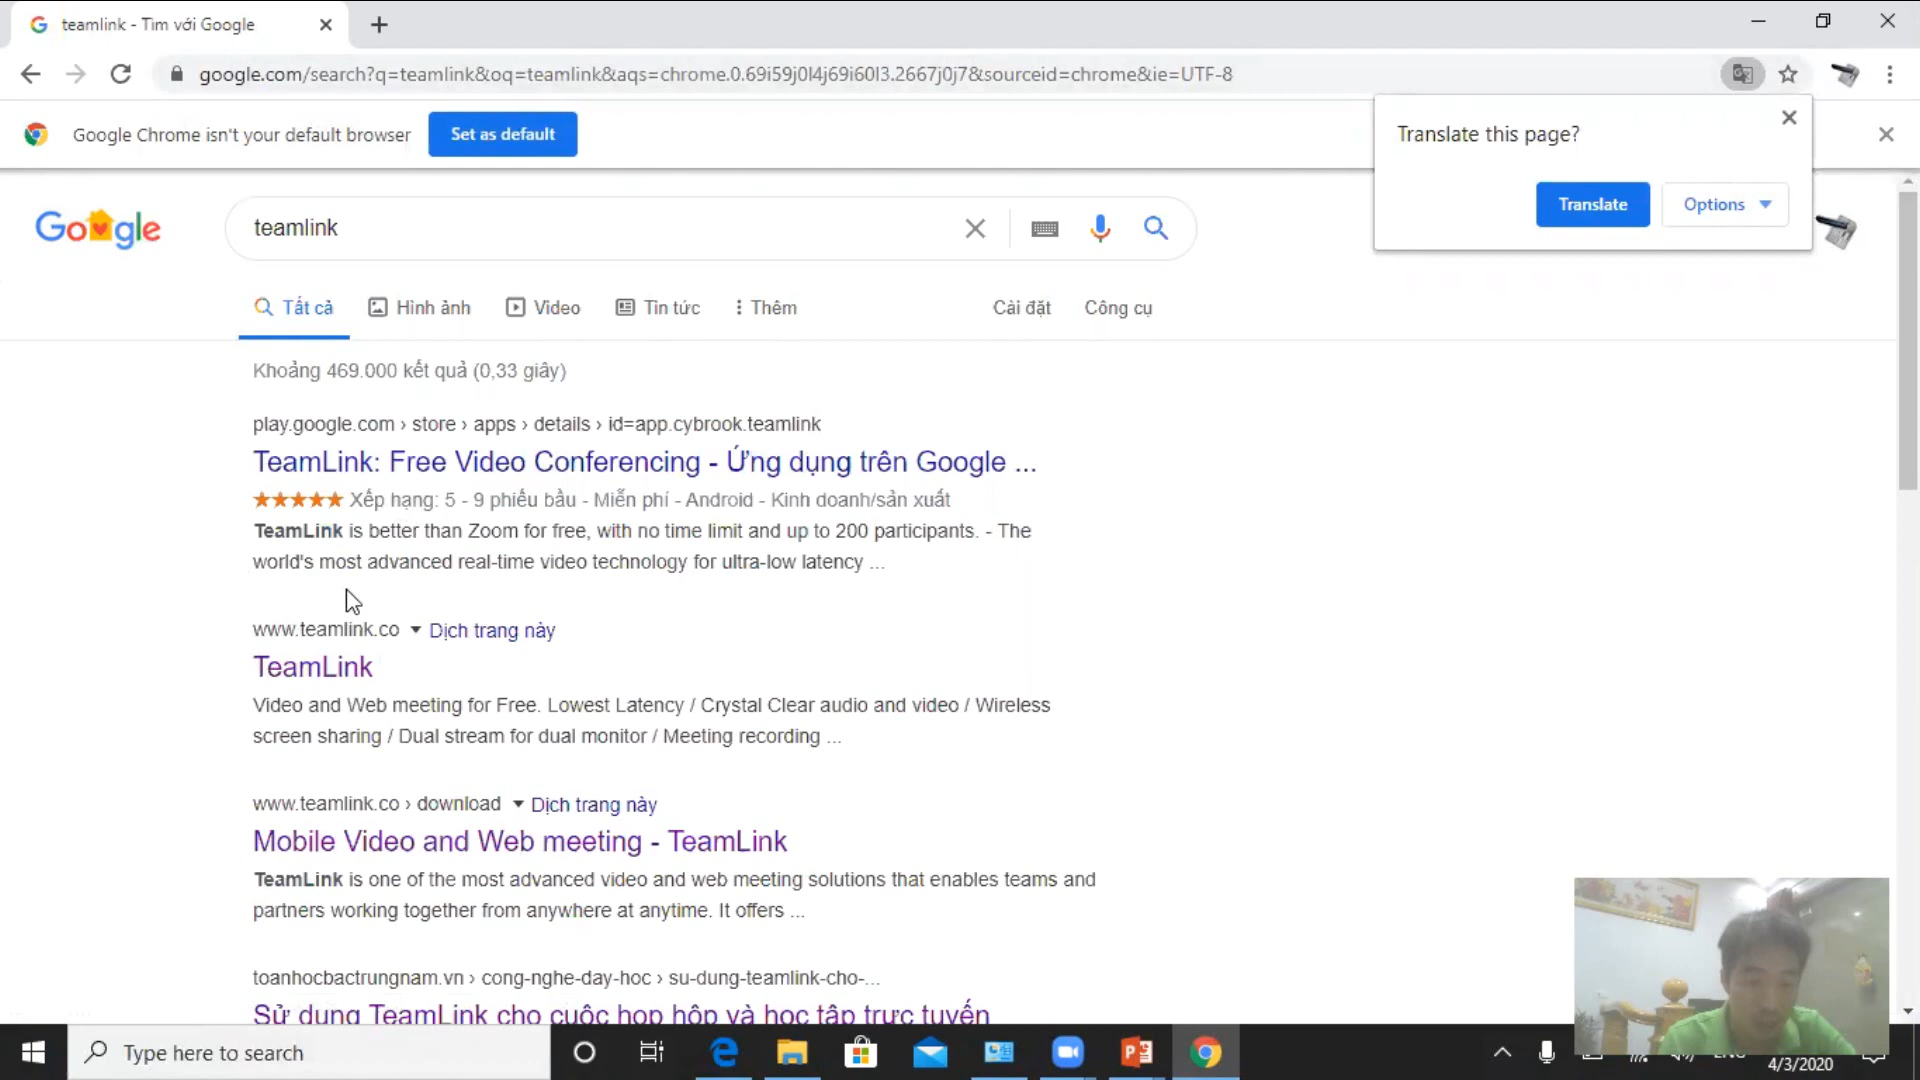 teamlink - Tìm với Google
google.com/search?q=teamlink&oq=teamlink&aqs=chrome.0.69i59j0l4j69i60l3.2667j0j7&sourceid=chrome&ie=UTF-8
Google Chrome isn't your default browser
Set as default
Translate this page?
Translate
Options
Google
teamlink
Tất cả
Hình ảnh
Video
Tin tức
Thêm
Cài đặt
Công cụ
Khoảng 469.000 kết quả (0,33 giây)
play.google.com › store › apps › details › id=app.cybrook.teamlink
TeamLink: Free Video Conferencing - Ứng dụng trên Google ...
Xếp hạng: 5 - 9 phiếu bầu - Miễn phí - Android - Kinh doanh/sản xuất
TeamLink is better than Zoom for free, with no time limit and up to 200 participants. - The
world's most advanced real-time video technology for ultra-low latency ...
www.teamlink.co
Dịch trang này
TeamLink
Video and Web meeting for Free. Lowest Latency / Crystal Clear audio and video / Wireless
screen sharing / Dual stream for dual monitor / Meeting recording ...
www.teamlink.co › download
Dịch trang này
Mobile Video and Web meeting - TeamLink
TeamLink is one of the most advanced video and web meeting solutions that enables teams and
partners working together from anywhere at anytime. It offers ...
toanhocbactrungnam.vn › cong-nghe-day-hoc › su-dung-teamlink-cho-...
Sử dụng TeamLink cho cuộc họp hộp và học tập trực tuyến
Type here to search
4/3/2020